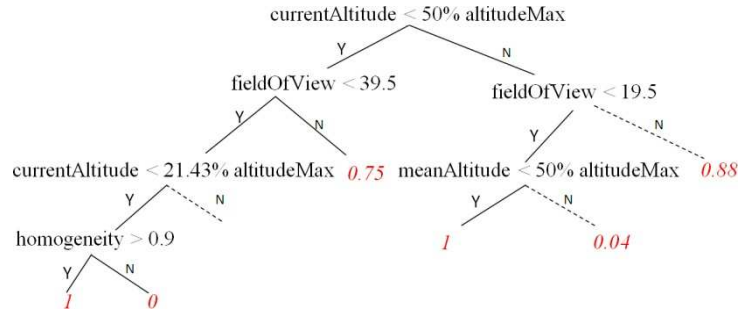 currentAltitude < 50% altitudeMax
Y N
fieldOfView < 39.5 fieldOfView < 19.5
Y N Y N
currentAltitude < 21.43% altitudeMax 0.75 meanAltitude < 50% altitudeMax 0.88
Y N Y N
homogeneity > 0.9 1 0.04
Y N
1 0